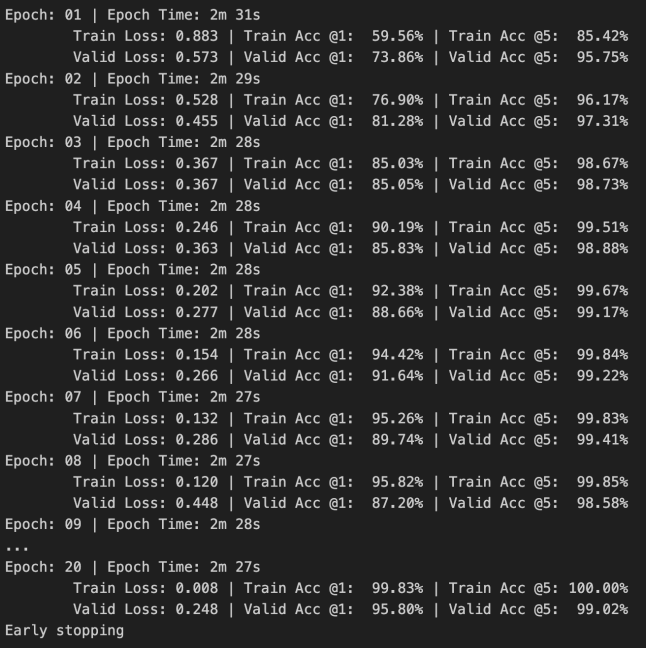 Epoch: 01 | Epoch Time: 2m 31s
        Train Loss: 0.883 | Train Acc @1:  59.56% | Train Acc @5:  85.42%
        Valid Loss: 0.573 | Valid Acc @1:  73.86% | Valid Acc @5:  95.75%
Epoch: 02 | Epoch Time: 2m 29s
        Train Loss: 0.528 | Train Acc @1:  76.90% | Train Acc @5:  96.17%
        Valid Loss: 0.455 | Valid Acc @1:  81.28% | Valid Acc @5:  97.31%
Epoch: 03 | Epoch Time: 2m 28s
        Train Loss: 0.367 | Train Acc @1:  85.03% | Train Acc @5:  98.67%
        Valid Loss: 0.367 | Valid Acc @1:  85.05% | Valid Acc @5:  98.73%
Epoch: 04 | Epoch Time: 2m 28s
        Train Loss: 0.246 | Train Acc @1:  90.19% | Train Acc @5:  99.51%
        Valid Loss: 0.363 | Valid Acc @1:  85.83% | Valid Acc @5:  98.88%
Epoch: 05 | Epoch Time: 2m 28s
        Train Loss: 0.202 | Train Acc @1:  92.38% | Train Acc @5:  99.67%
        Valid Loss: 0.277 | Valid Acc @1:  88.66% | Valid Acc @5:  99.17%
Epoch: 06 | Epoch Time: 2m 28s
        Train Loss: 0.154 | Train Acc @1:  94.42% | Train Acc @5:  99.84%
        Valid Loss: 0.266 | Valid Acc @1:  91.64% | Valid Acc @5:  99.22%
Epoch: 07 | Epoch Time: 2m 27s
        Train Loss: 0.132 | Train Acc @1:  95.26% | Train Acc @5:  99.83%
        Valid Loss: 0.286 | Valid Acc @1:  89.74% | Valid Acc @5:  99.41%
Epoch: 08 | Epoch Time: 2m 27s
        Train Loss: 0.120 | Train Acc @1:  95.82% | Train Acc @5:  99.85%
        Valid Loss: 0.448 | Valid Acc @1:  87.20% | Valid Acc @5:  98.58%
Epoch: 09 | Epoch Time: 2m 28s
...
Epoch: 20 | Epoch Time: 2m 27s
        Train Loss: 0.008 | Train Acc @1:  99.83% | Train Acc @5: 100.00%
        Valid Loss: 0.248 | Valid Acc @1:  95.80% | Valid Acc @5:  99.02%
Early stopping